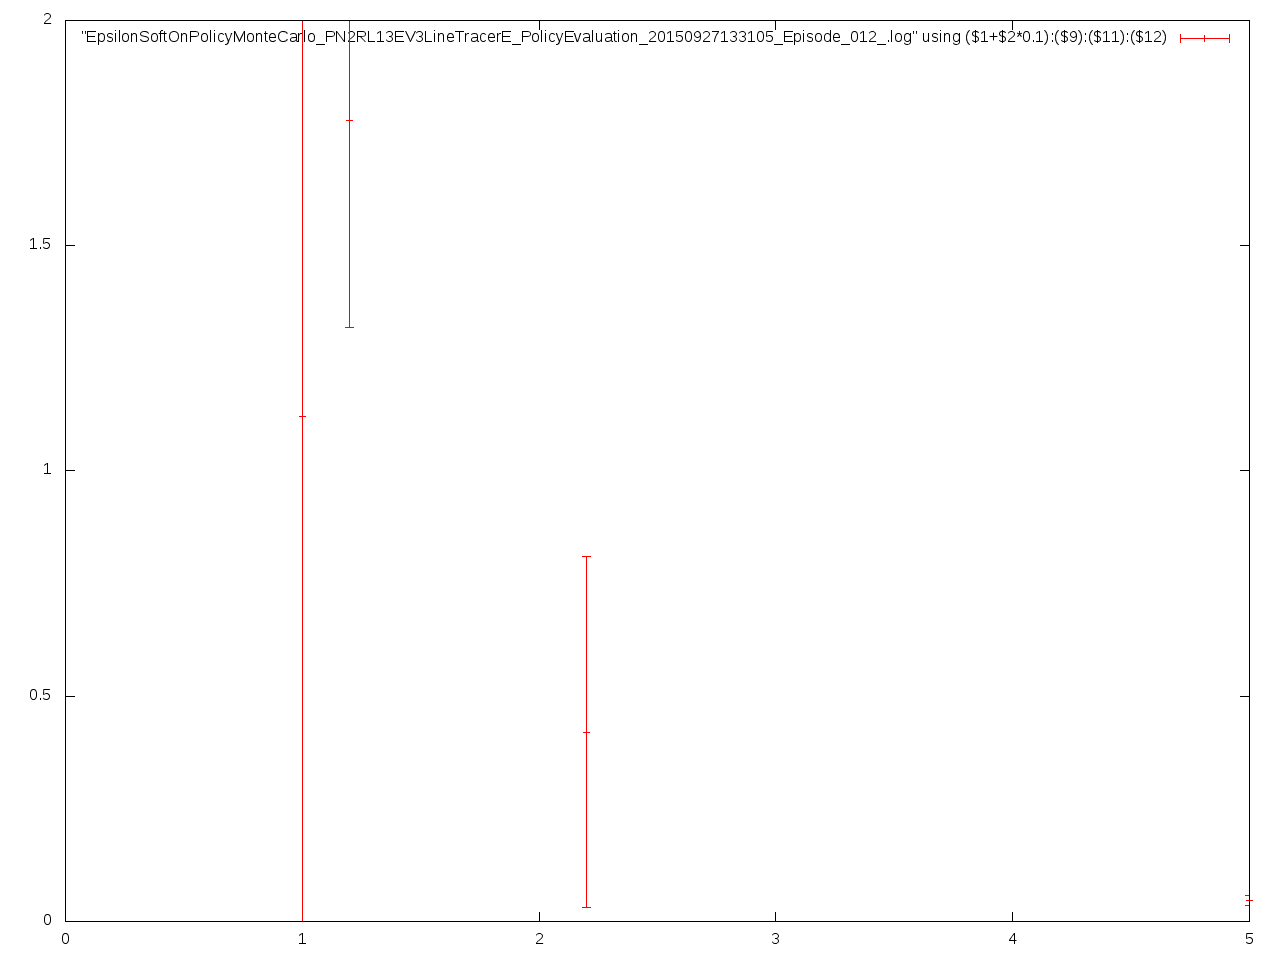 2
"EpsilonSoftOnPolicyMonteCarlo_PN2RL13EV3LineTracerE_PolicyEvaluation_20150927133105_Episode_012_.log" using ($1+$2*0.1):($9):($11):($12)
1.5
1
0.5
0
0 1 2 3 4 5